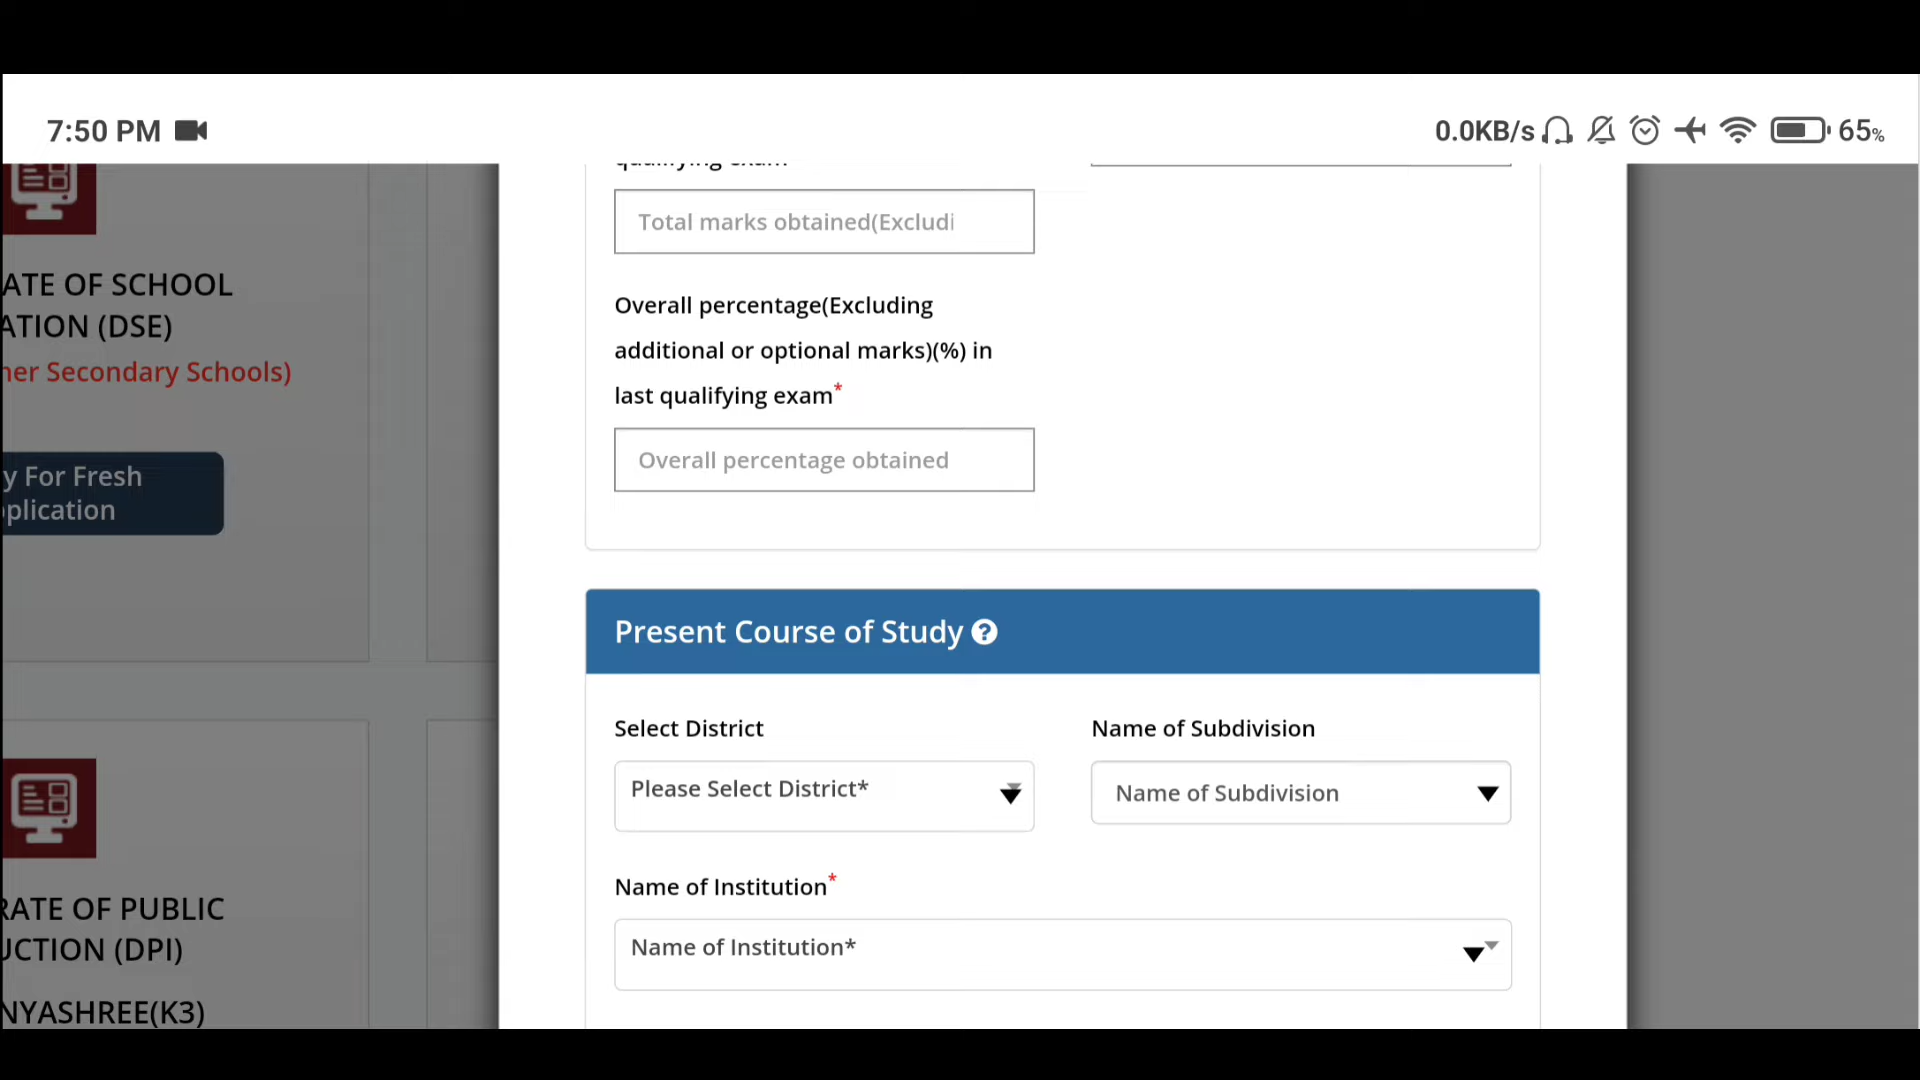 7:50 PM
0.0KB/s
65%
qualifying exam
Total marks obtained(Excludi
Overall percentage(Excluding
additional or optional marks)(%) in
last qualifying exam*
Overall percentage obtained
Present Course of Study ?
Select District
Name of Subdivision
Please Select District*
Name of Subdivision
Name of Institution*
Name of Institution*
ATE OF SCHOOL
ATION (DSE)
her Secondary Schools)
y For Fresh
plication
RATE OF PUBLIC
UCTION (DPI)
NYASHREE(K3)